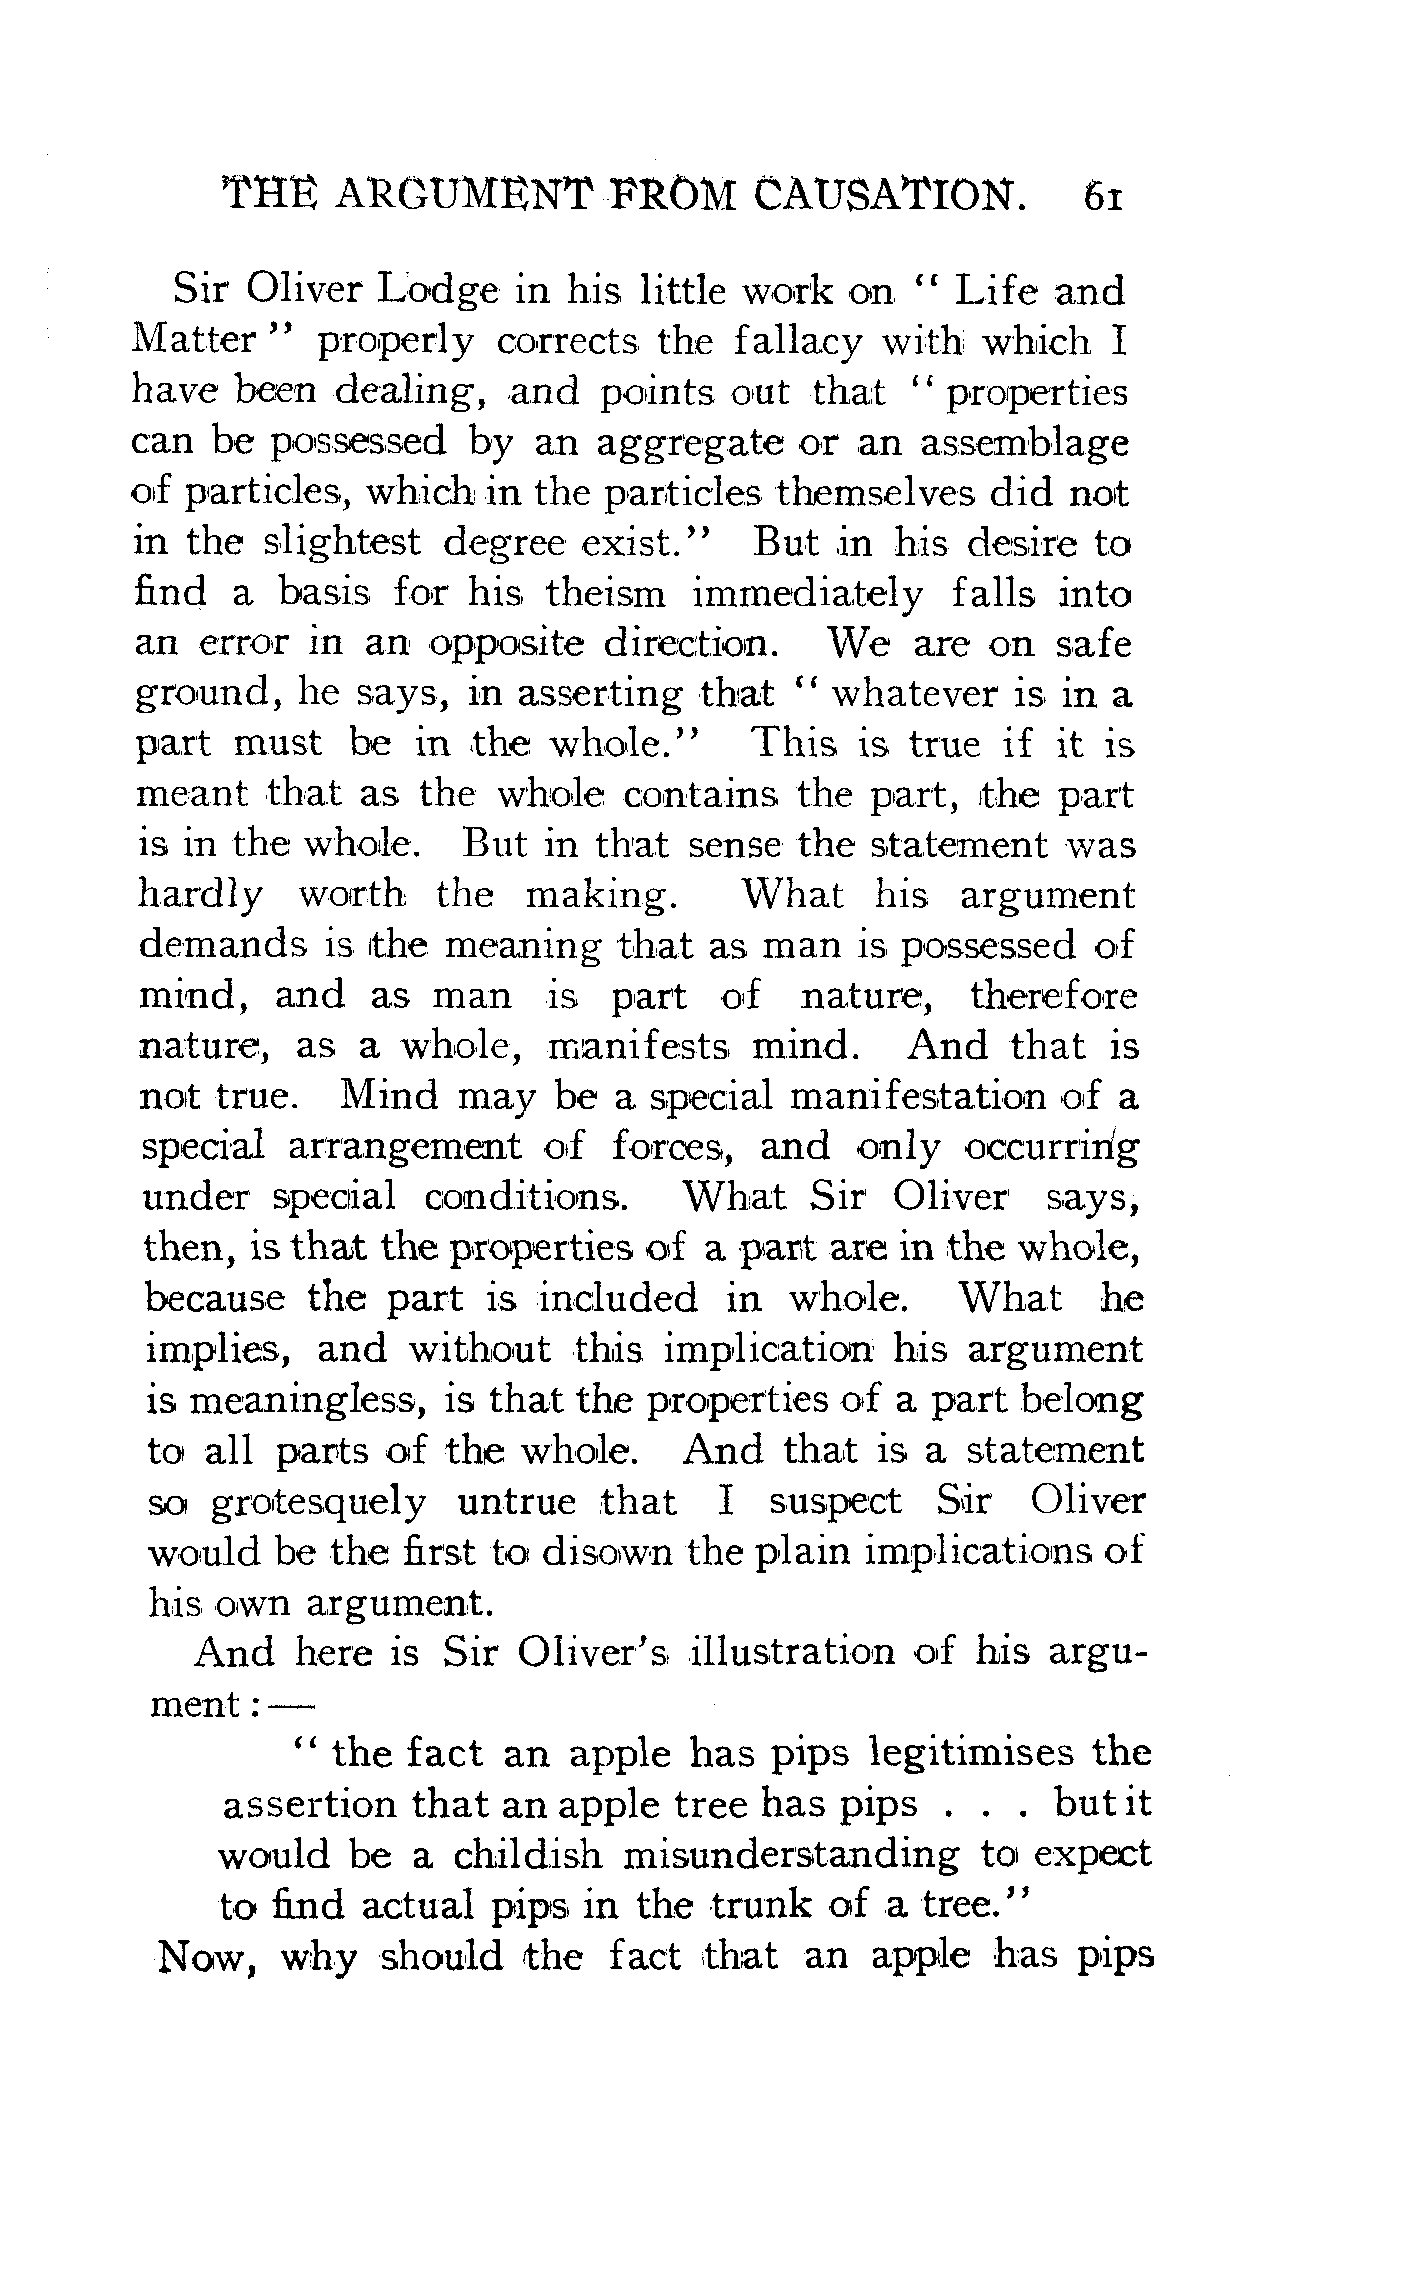 THE ARGUMENT FROM CAUSATION. 61
Sir Oliver Lodge in his little work on " Life and
Matter " properly corrects the fallacy with which I
have been dealing, and points out that " properties
can be possessed by an aggregate or an assemblage
of particles, which in the particles themselves did not
in the slightest degree exist." But in his desire to
find a basis for his theism immediately falls into
an error in an opposite direction. We are on safe
ground, he says, in asserting that " whatever is in a
part must be in the whole." This is true if it is
meant that as the whole contains the part, the part
is in the whole. But in that sense the statement was
hardly worth the making. What his argument
demands is the meaning that as man is possessed of
mind, and as man is part of nature, therefore
nature, as a whole, manifests mind. And that is
not true. Mind may be a special manifestation of a
special arrangement of forces, and only occurring
under special conditions. What Sir Oliver says,
then, is that the properties of a part are in the whole,
because the part is included in whole. What he
implies, and without this implication his argument
is meaningless, is that the properties of a part belong
to all parts of the whole. And that is a statement
so grotesquely untrue that I suspect Sir Oliver
would be the first to disown the plain implications of
his own argument.
And here is Sir Oliver's illustration of his argu-
ment :—
" the fact an apple has pips legitimises the
assertion that an apple tree has pips . . . but it
would be a childish misunderstanding to expect
to find actual pips in the trunk of a tree."
Now, why should the fact that an apple has pips